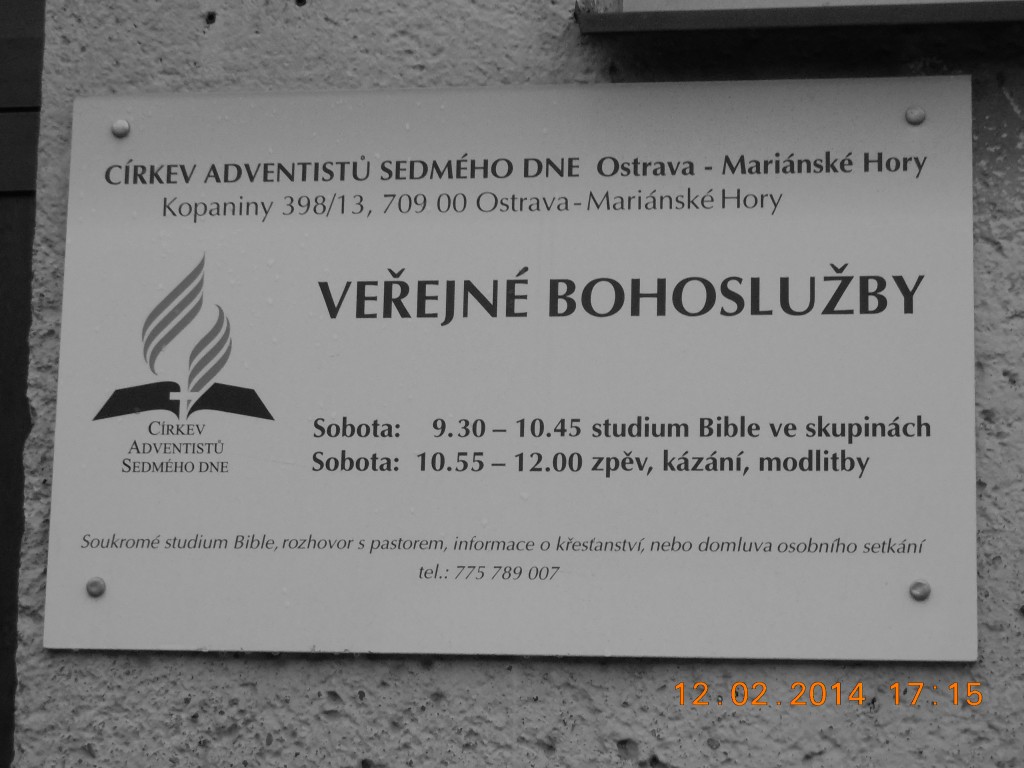 CÍRKEV ADVENTISTŮ SEDMÉHO DNE Ostrava - Mariánské Hory
Kopaniny 398/13, 709 00 Ostrava-Mariánské Hory
VEŘEJNÉ BOHOSLUŽBY
CÍRKEV
ADVENTISTŮ
SEDMÉHO DNE
Sobota: 9.30 – 10.45 studium Bible ve skupinách
Sobota: 10.55 – 12.00 zpěv, kázání, modlitby
Soukromé studium Bible, rozhovor s pastorem, informace o křesťanství, nebo domluva osobního setkání
tel.: 775 789 007
12.02.2014 17:15